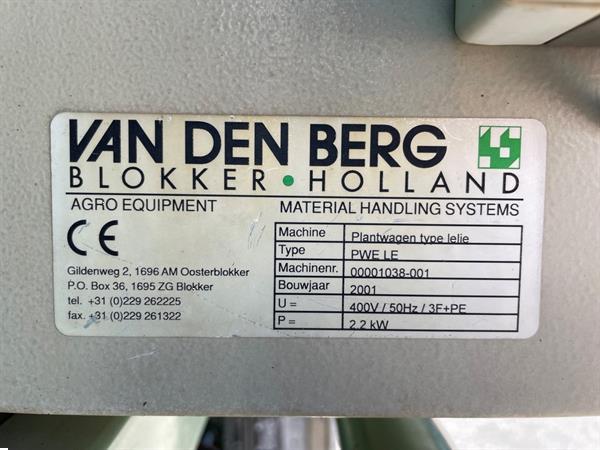 VAN DEN BERG
BLOKKER • HOLLAND
AGRO EQUIPMENT MATERIAL HANDLING SYSTEMS
CE
Gildenweg 2, 1696 AM Oosterblokker
P.O. Box 36, 1695 ZG Blokker
tel. +31 (0)229 262225
fax. +31 (0)229 261322
Machine Plantwagen type lelie
Type PWE LE
Machinenr. 00001038-001
Bouwjaar 2001
U = 400V / 50Hz / 3F+PE
P = 2.2 kW